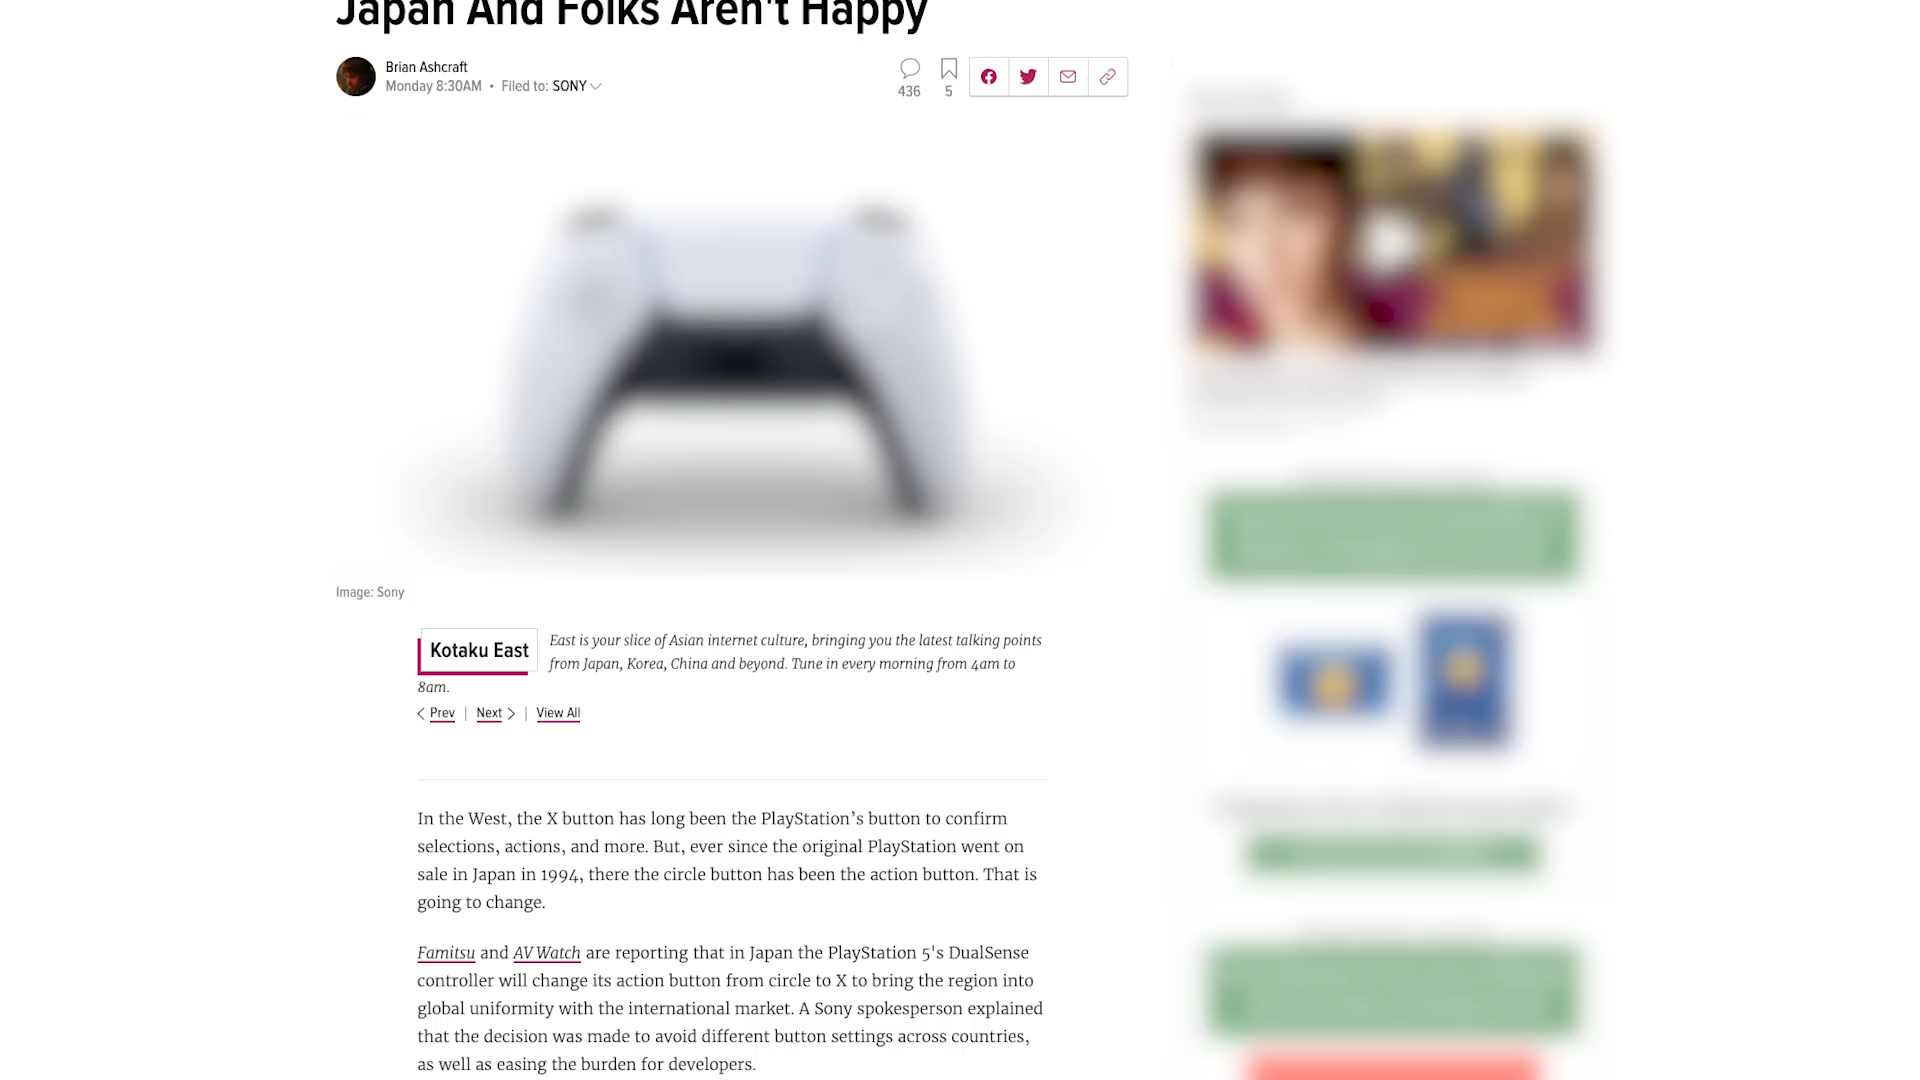 Japan And Folks Aren't Happy
Brian Ashcraft
Monday 8:30AM • Filed to: SONY
436
5
Image: Sony
Kotaku East
East is your slice of Asian internet culture, bringing you the latest talking points
from Japan, Korea, China and beyond. Tune in every morning from 4am to
8am.
Prev | Next | View All
In the West, the X button has long been the PlayStation’s button to confirm
selections, actions, and more. But, ever since the original PlayStation went on
sale in Japan in 1994, there the circle button has been the action button. That is
going to change.
Famitsu and AV Watch are reporting that in Japan the PlayStation 5's DualSense
controller will change its action button from circle to X to bring the region into
global uniformity with the international market. A Sony spokesperson explained
that the decision was made to avoid different button settings across countries,
as well as easing the burden for developers.